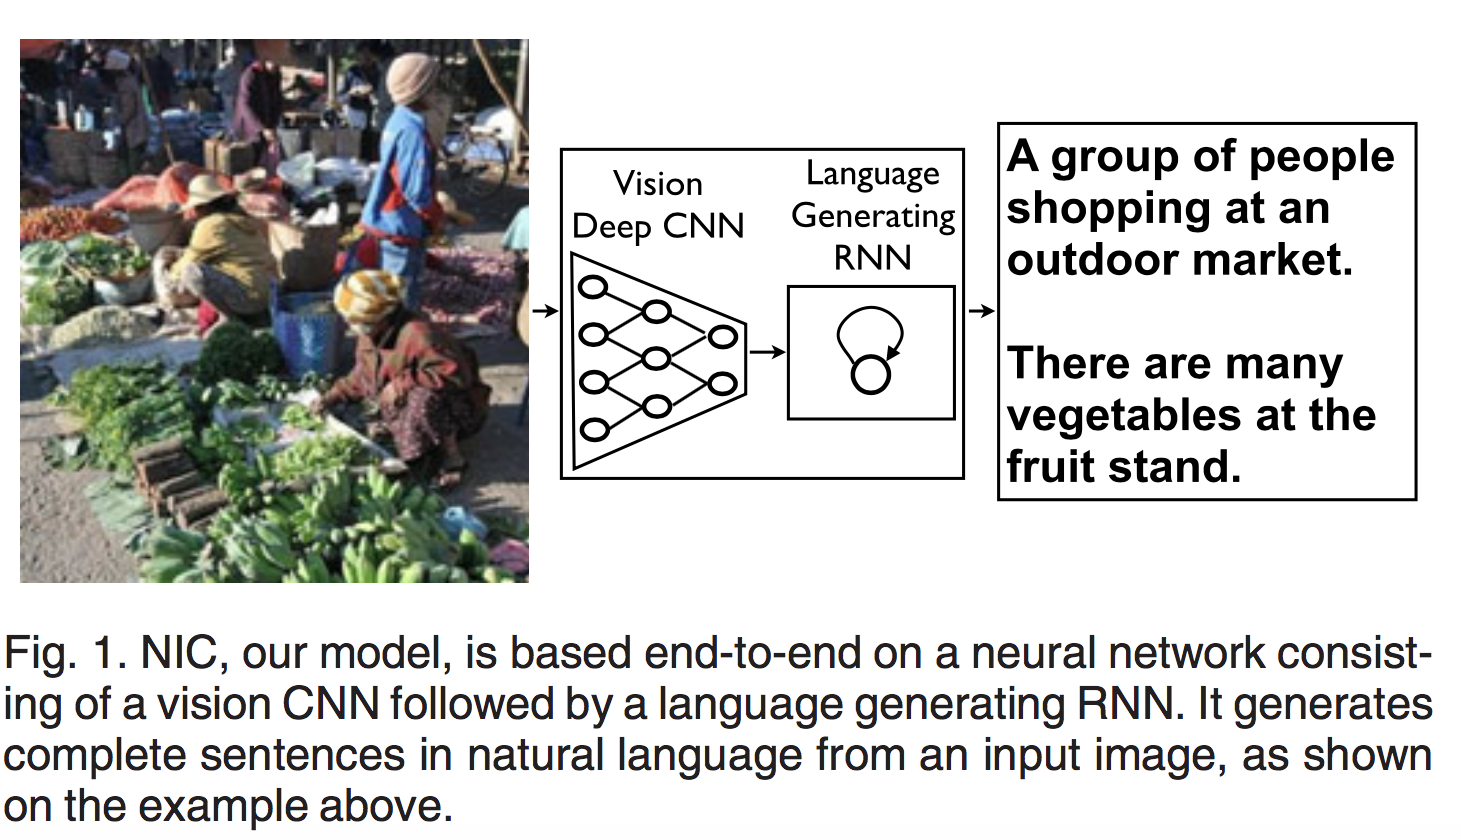 Vision
Deep CNN
Language
Generating
RNN
A group of people
shopping at an
outdoor market.
There are many
vegetables at the
fruit stand.
Fig. 1. NIC, our model, is based end-to-end on a neural network consist-
ing of a vision CNN followed by a language generating RNN. It generates
complete sentences in natural language from an input image, as shown
on the example above.